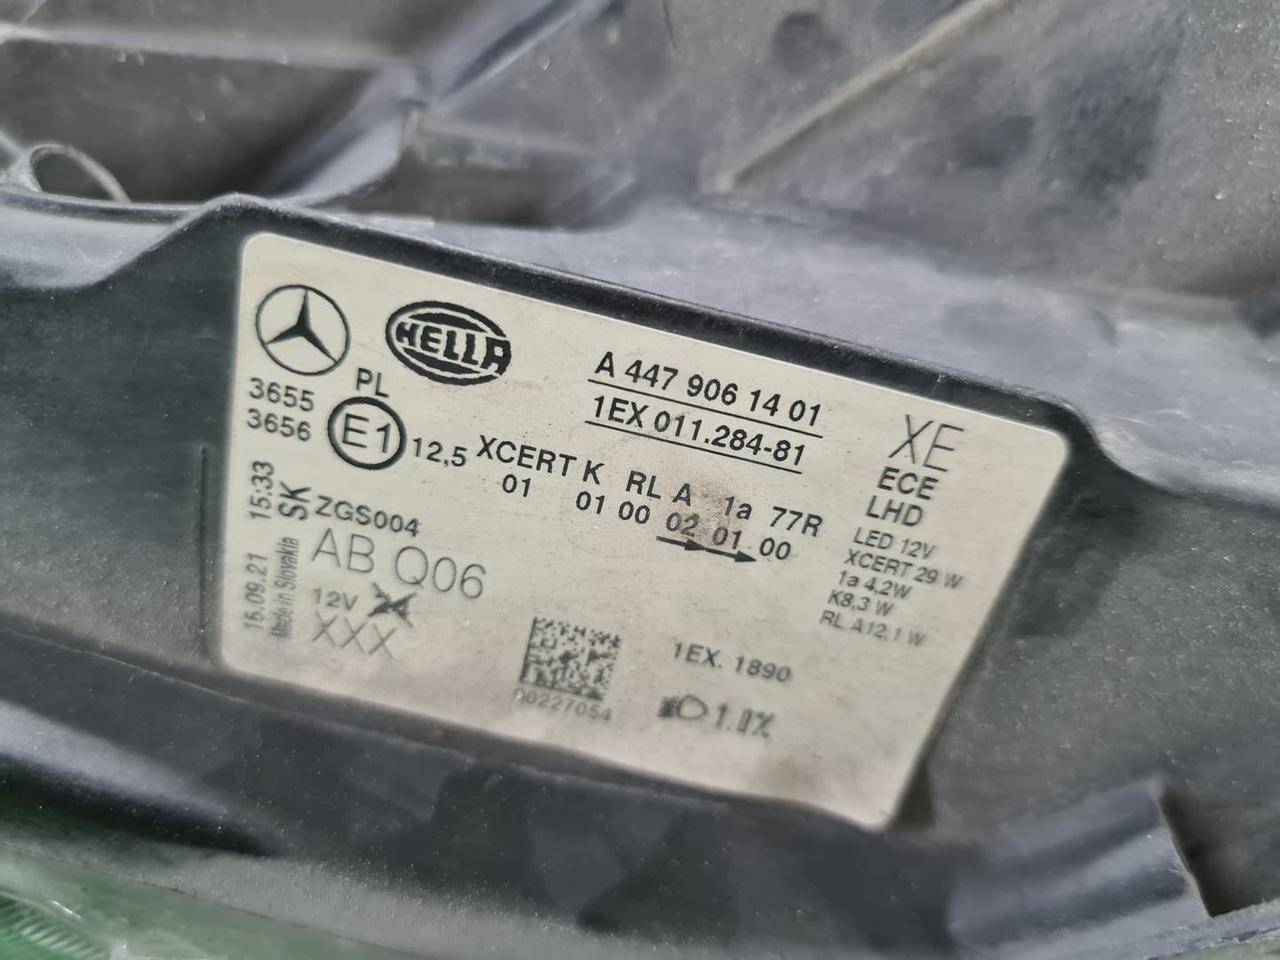 HELLA
A 447 906 14 01
1EX 011.284-81
3655
3656
PL
E1
12,5
XCERT K RL A 1a 77R
01 01 00 02 01 00
XE
ECE
LHD
LED 12V
XCERT 29 W
1a 4,2W
K8,3 W
RL A12,1 W
15:33
SK
ZGS004
AB Q06
16.09.21
Made in Slovakia
12V 24
XXX
00227054
1EX. 1890